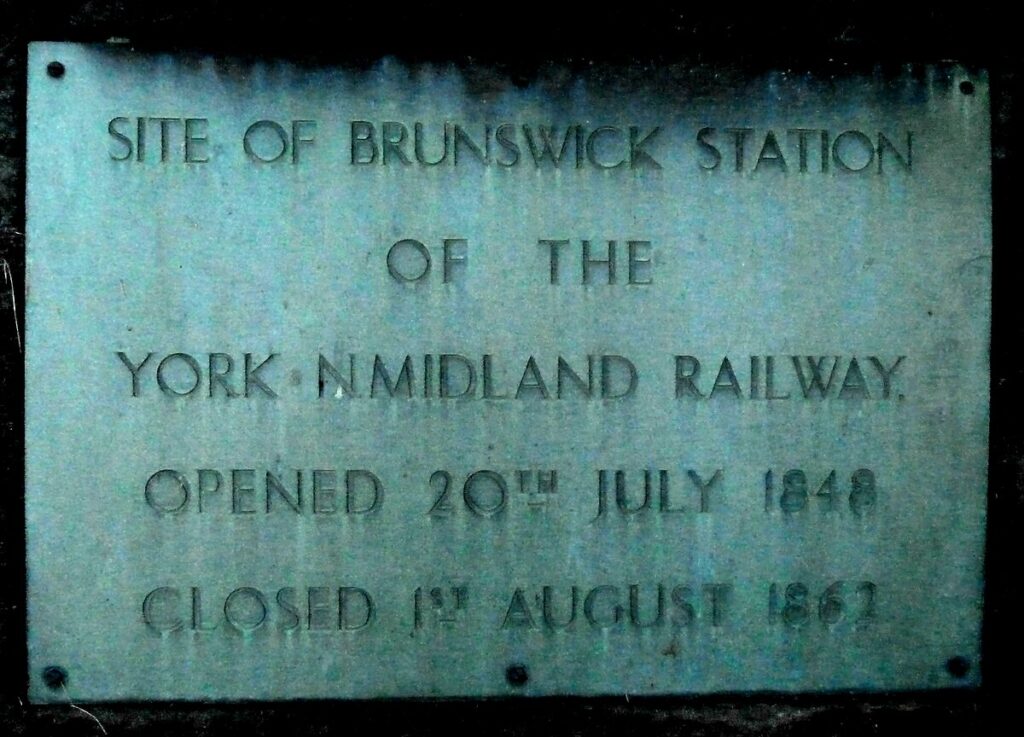 SITE OF BRUNSWICK STATION
OF THE
YORK N.MIDLAND RAILWAY.
OPENED 20TH JULY 1848
CLOSED 1ST AUGUST 1862